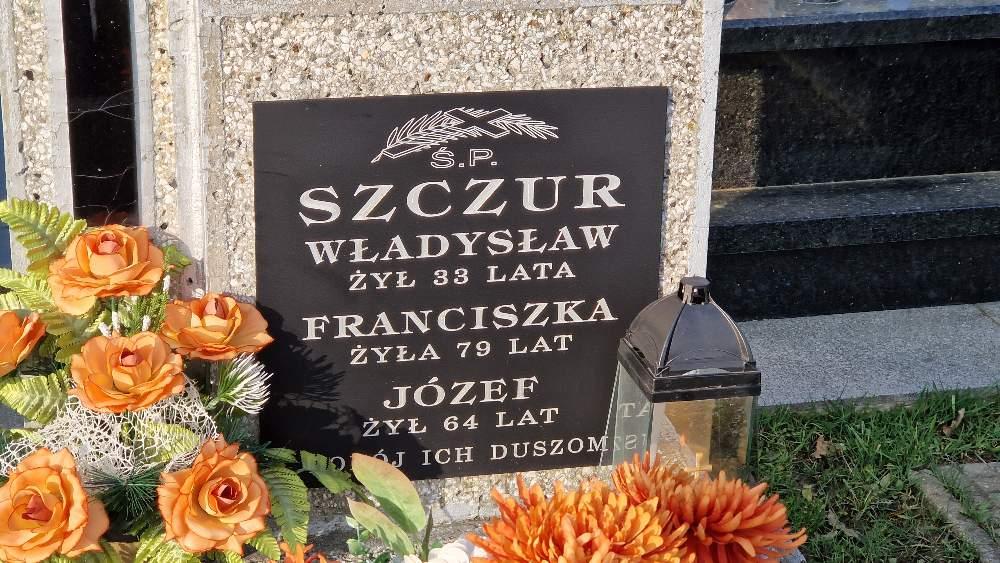 Ś.P.
SZCZUR
WŁADYSŁAW
ŻYŁ 33 LATA
FRANCISZKA
ŻYŁA 79 LAT
JÓZEF
ŻYŁ 64 LAT
ICH DUSZOM